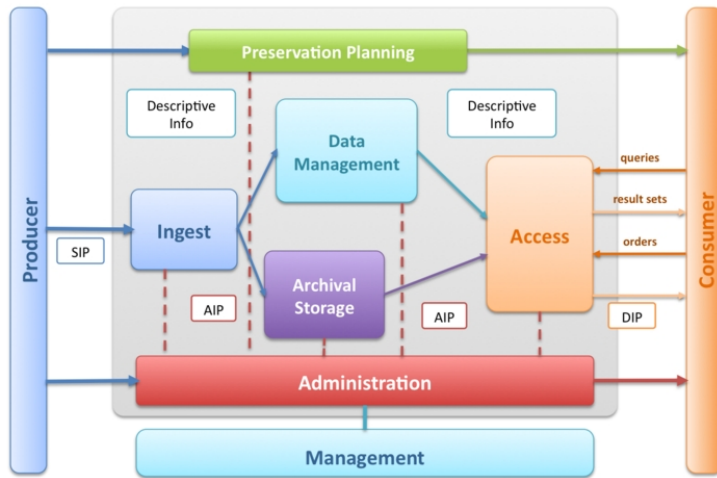 Producer
Preservation Planning
Descriptive
Info
Descriptive
Info
Data
Management
queries
result sets
orders
Ingest
Access
SIP
Archival
Storage
AIP
AIP
DIP
Consumer
Administration
Management